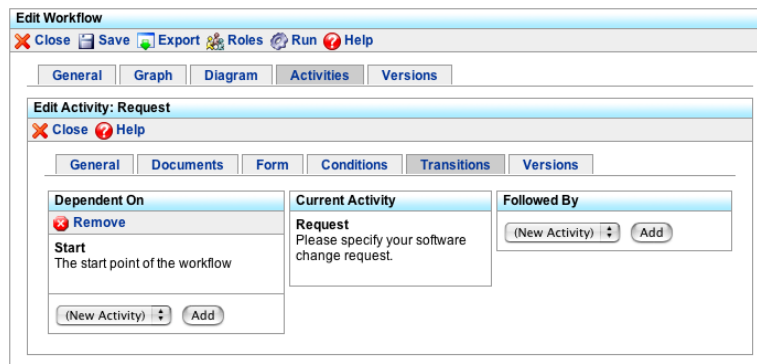 Edit Workflow
Close Save Export Roles Run Help
General Graph Diagram Activities Versions
Edit Activity: Request
Close Help
General Documents Form Conditions Transitions Versions
Dependent On
Remove
Start
The start point of the workflow
(New Activity) Add
Current Activity
Request
Please specify your software
change request.
Followed By
(New Activity) Add